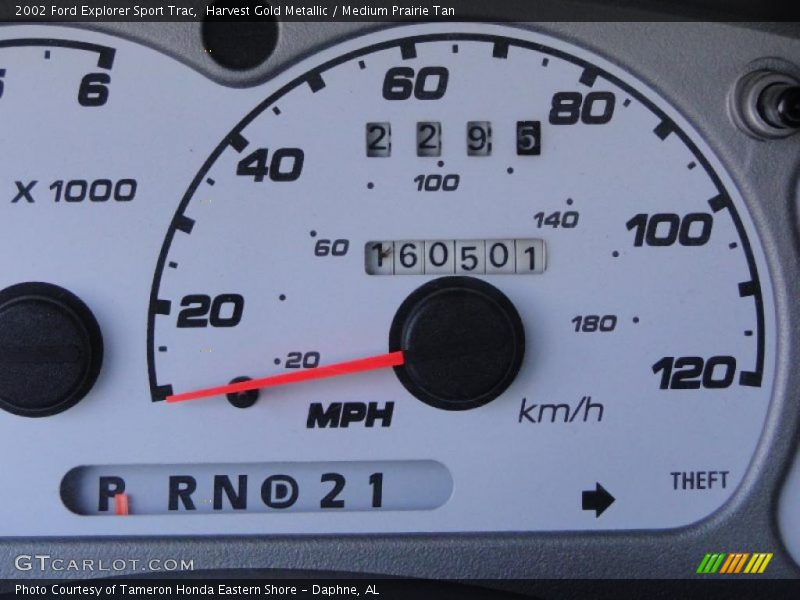 2002 Ford Explorer Sport Trac,  Harvest Gold Metallic / Medium Prairie Tan
6
60
80
2 2 9 5
40
100
X 1000
140
100
60
160501
20
180
20
120
MPH
km/h
THEFT
P R N D 2 1
GTCARLOT.COM
Photo Courtesy of Tameron Honda Eastern Shore – Daphne, AL